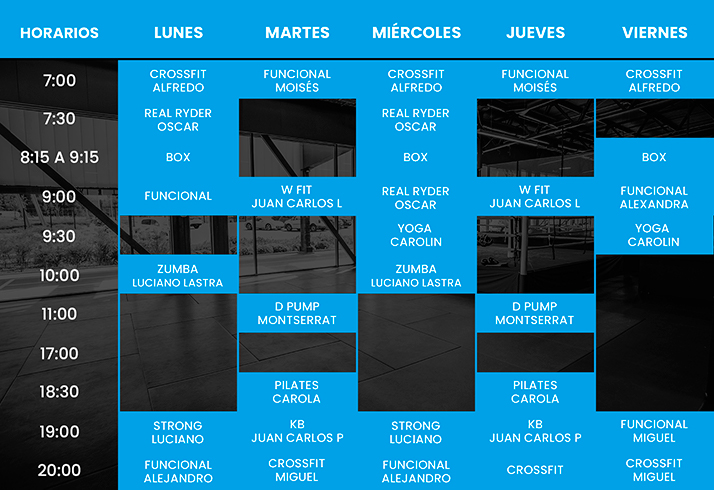 HORARIOS LUNES MARTES MIÉRCOLES JUEVES VIERNES
7:00
CROSSFIT FUNCIONAL CROSSFIT FUNCIONAL CROSSFIT
ALFREDO MOISÉS ALFREDO MOISÉS ALFREDO
7:30
REAL RYDER REAL RYDER
OSCAR OSCAR
8:15 A 9:15 BOX BOX BOX
9:00
FUNCIONAL
W FIT REAL RYDER W FIT FUNCIONAL
JUAN CARLOS L OSCAR JUAN CARLOS L ALEXANDRA
9:30
YOGA YOGA
CAROLIN CAROLIN
10:00
ZUMBA ZUMBA
LUCIANO LASTRA LUCIANO LASTRA
11:00
D PUMP D PUMP
MONTSERRAT MONTSERRAT
17:00
18:30
PILATES PILATES
CAROLA CAROLA
19:00
STRONG KB STRONG KB FUNCIONAL
LUCIANO JUAN CARLOS P LUCIANO JUAN CARLOS P MIGUEL
20:00
FUNCIONAL CROSSFIT FUNCIONAL CROSSFIT CROSSFIT
ALEJANDRO MIGUEL ALEJANDRO MIGUEL